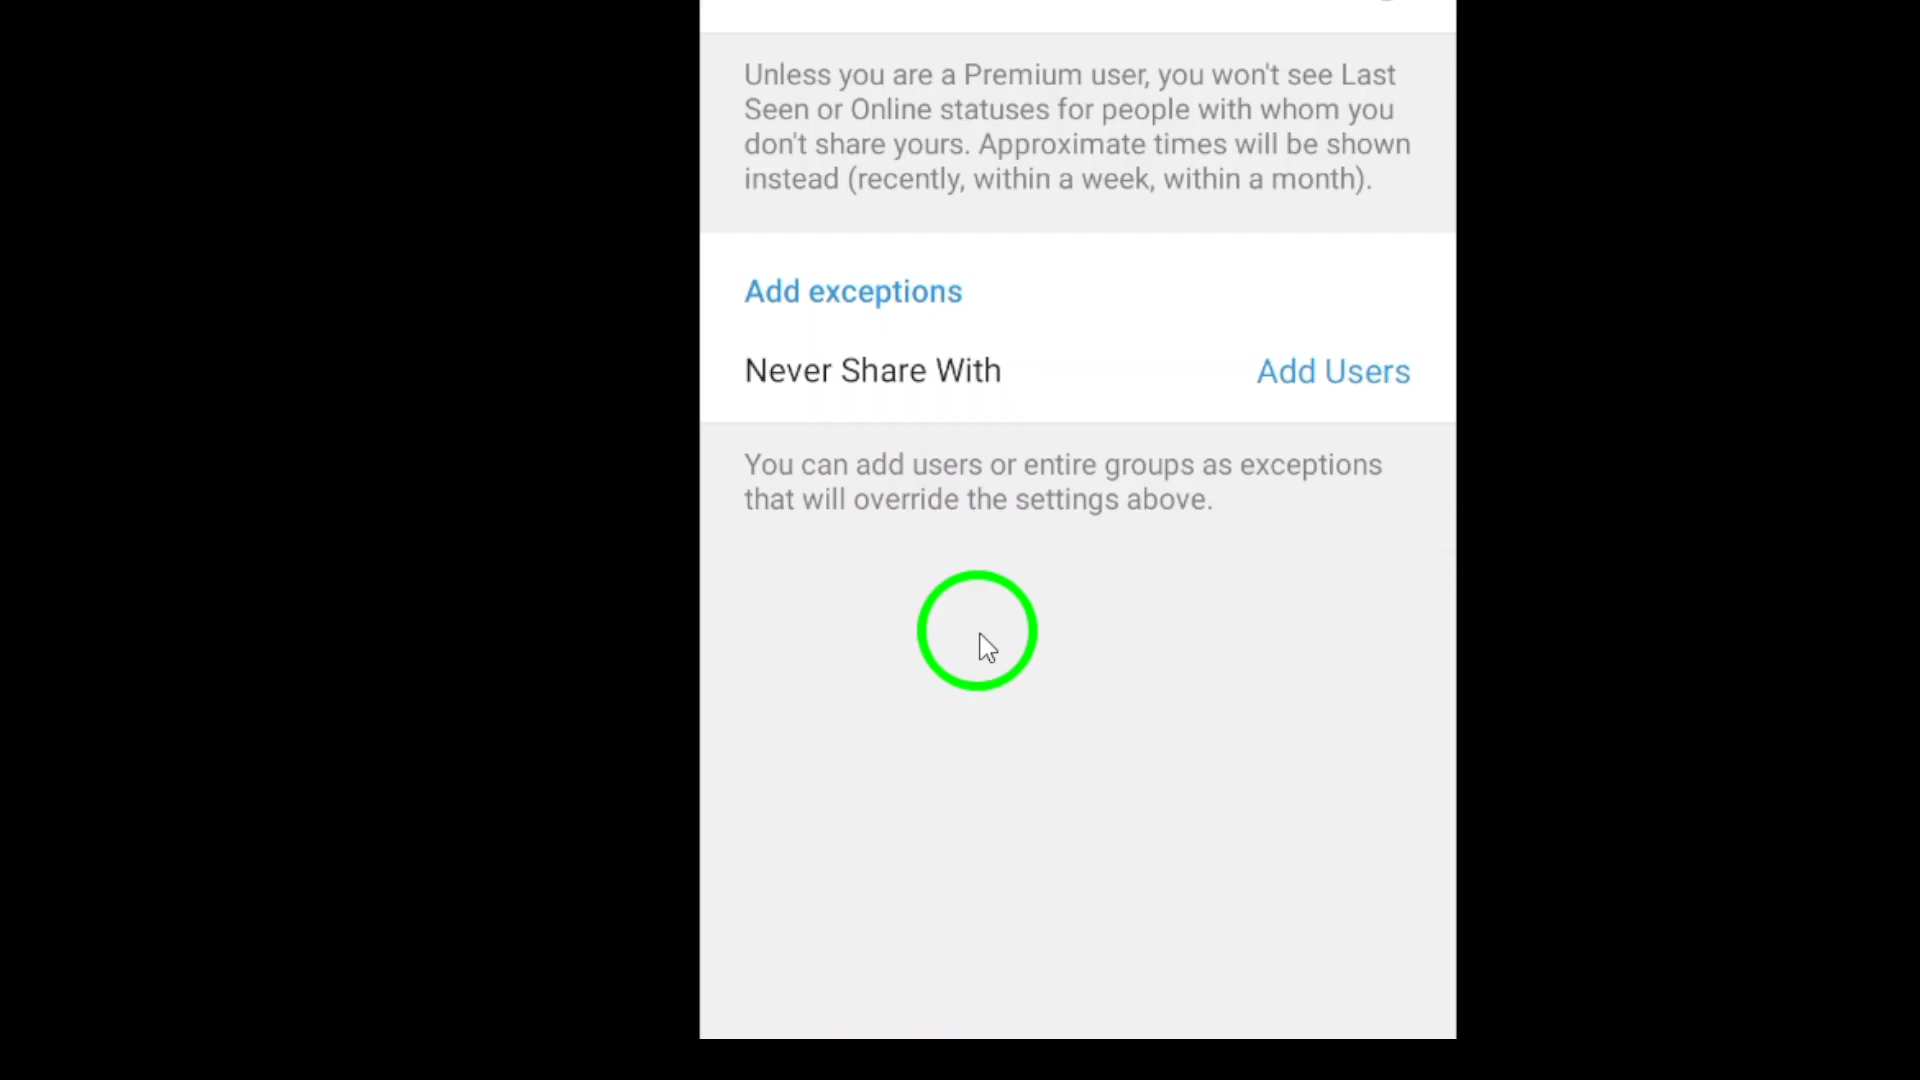 Unless you are a Premium user, you won't see Last
Seen or Online statuses for people with whom you
don't share yours. Approximate times will be shown
instead (recently, within a week, within a month).
Add exceptions
Never Share With
Add Users
You can add users or entire groups as exceptions
that will override the settings above.